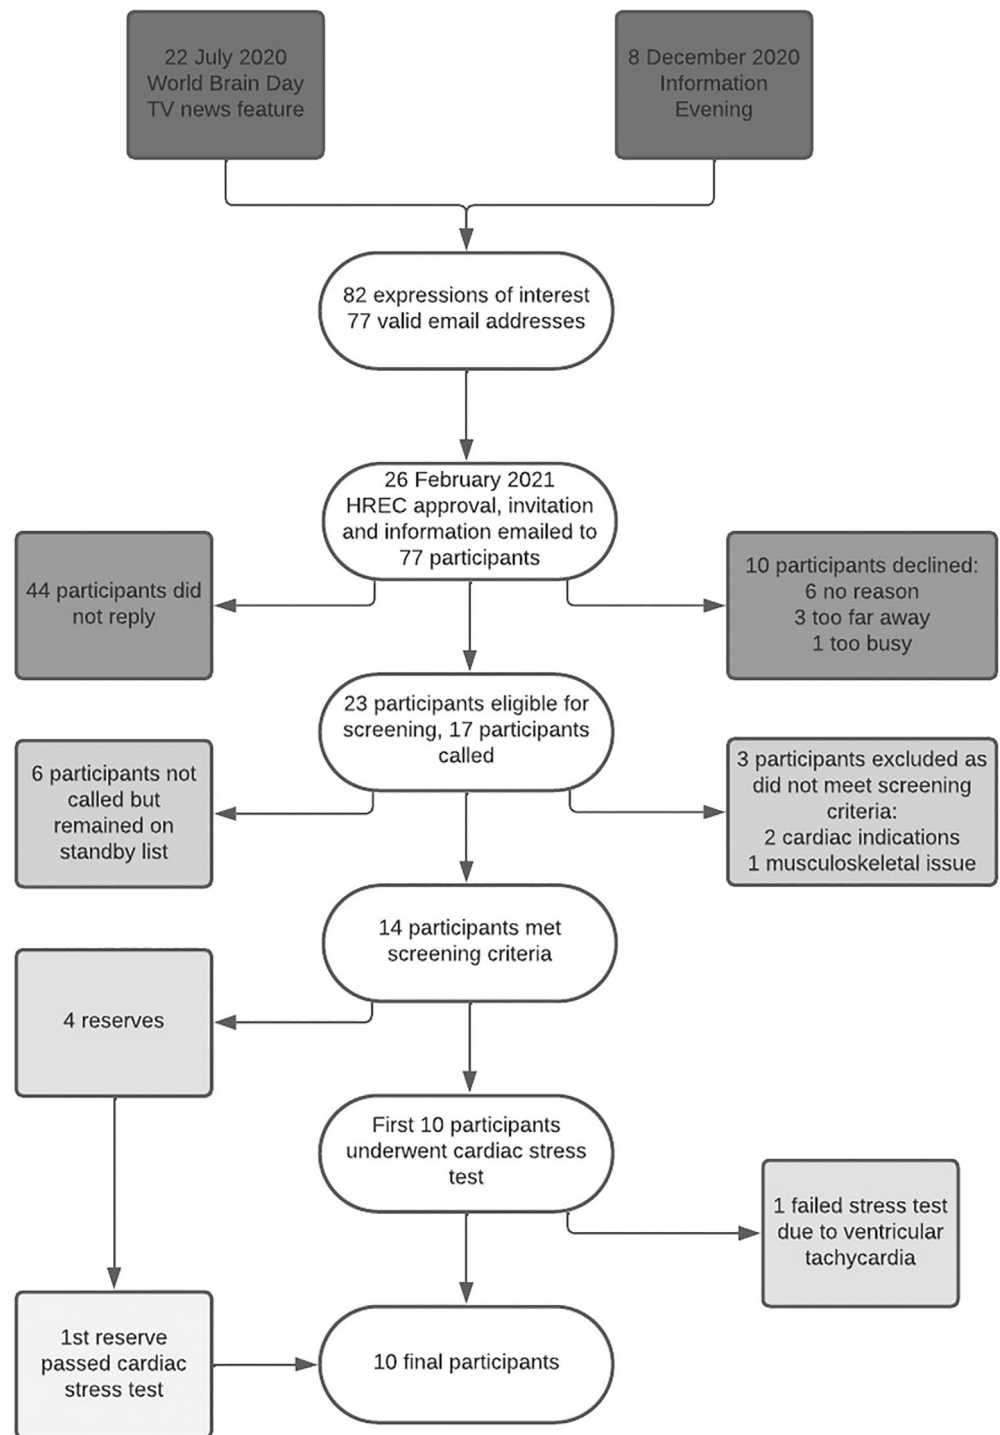 22 July 2020
World Brain Day
TV news feature
8 December 2020
Information
Evening
82 expressions of interest
77 valid email addresses
26 February 2021
HREC approval, invitation
and information emailed to
77 participants
44 participants did
not reply
10 participants declined:
6 no reason
3 too far away
1 too busy
23 participants eligible for
screening, 17 participants
called
6 participants not
called but
remained on
standby list
3 participants excluded as
did not meet screening
criteria:
2 cardiac indications
1 musculoskeletal issue
14 participants met
screening criteria
4 reserves
First 10 participants
underwent cardiac stress
test
1 failed stress test
due to ventricular
tachycardia
1st reserve
passed cardiac
stress test
10 final participants